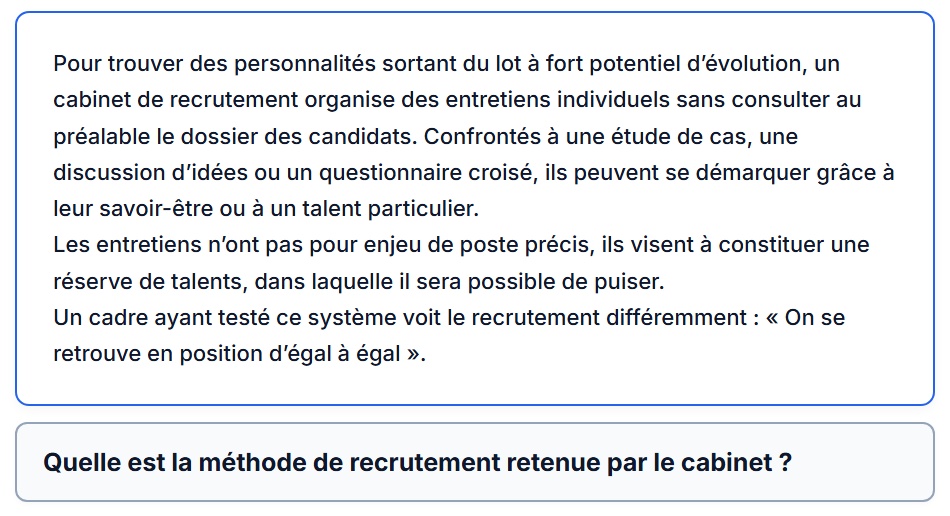 Pour trouver des personnalités sortant du lot à fort potentiel d’évolution, un
cabinet de recrutement organise des entretiens individuels sans consulter au
préalable le dossier des candidats. Confrontés à une étude de cas, une
discussion d’idées ou un questionnaire croisé, ils peuvent se démarquer grâce à
leur savoir-être ou à un talent particulier.
Les entretiens n’ont pas pour enjeu de poste précis, ils visent à constituer une
réserve de talents, dans laquelle il sera possible de puiser.
Un cadre ayant testé ce système voit le recrutement différemment : « On se
retrouve en position d’égal à égal ».
Quelle est la méthode de recrutement retenue par le cabinet ?